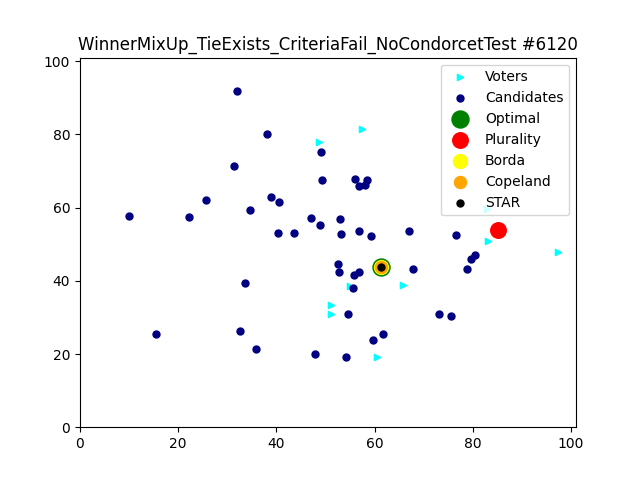 WinnerMixUp_TieExists_CriteriaFail_NoCondorcetTest #6120
Voters
Candidates
Optimal
Plurality
Borda
Copeland
STAR
100
80
60
40
20
0
0 20 40 60 80 100